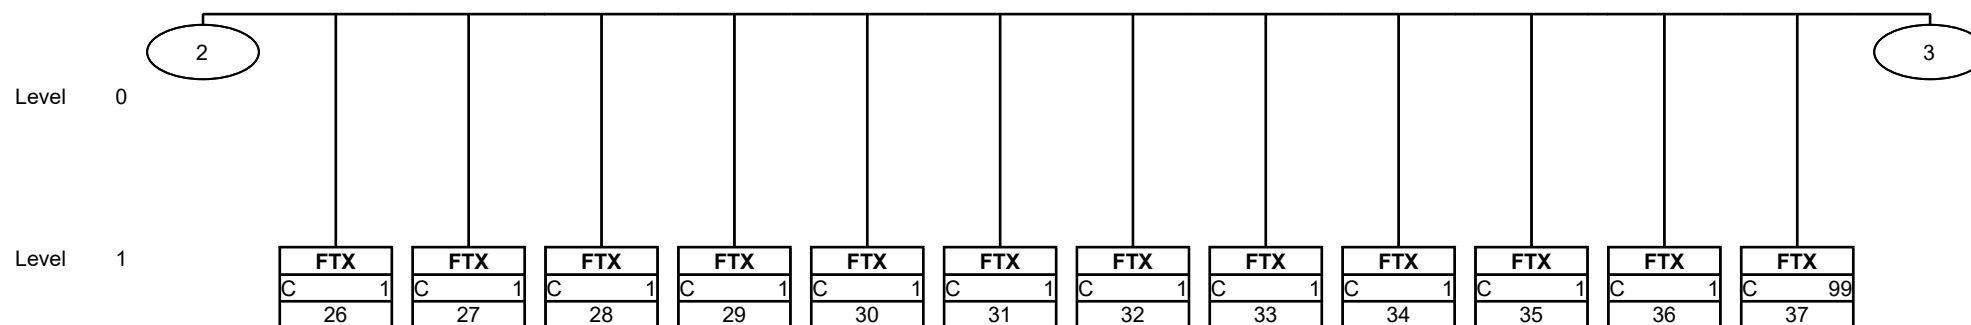 2 3
Level 0
Level 1
FTX FTX FTX FTX FTX FTX FTX FTX FTX FTX FTX FTX
C 1 C 1 C 1 C 1 C 1 C 1 C 1 C 1 C 1 C 1 C 1 C 99
26 27 28 29 30 31 32 33 34 35 36 37